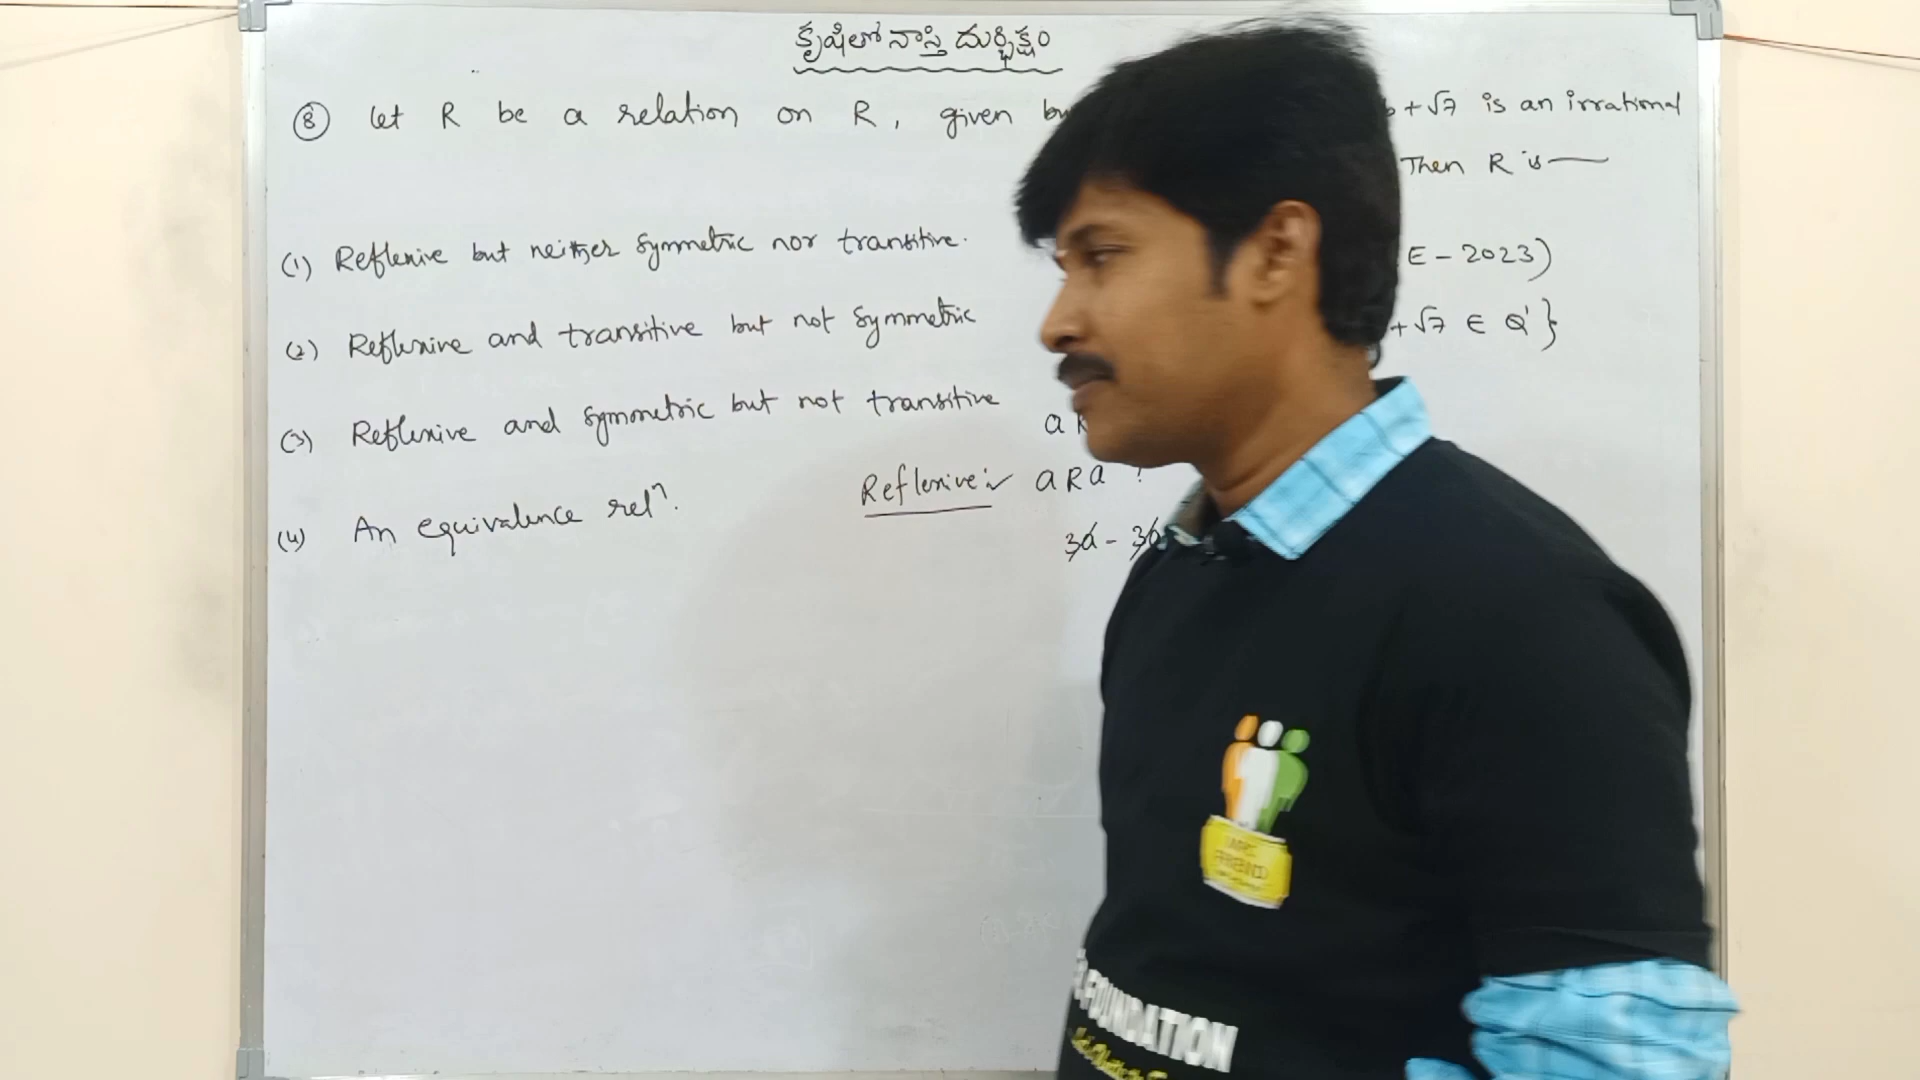 కృషితో నాస్తి దుర్భిక్షం
(8) Let R be a relation on R, given by + √7 is an irrational
Then R is —
(1) Reflexive but neither symmetric nor transitive.
E - 2023)
(2) Reflexive and transitive but not symmetric
+ √7 ∈ Q' }
(3) Reflexive and symmetric but not transitive
a R
Reflexive:- a R a ?
(4) An equivalence relⁿ.
3a - 3a
FOUNDATION